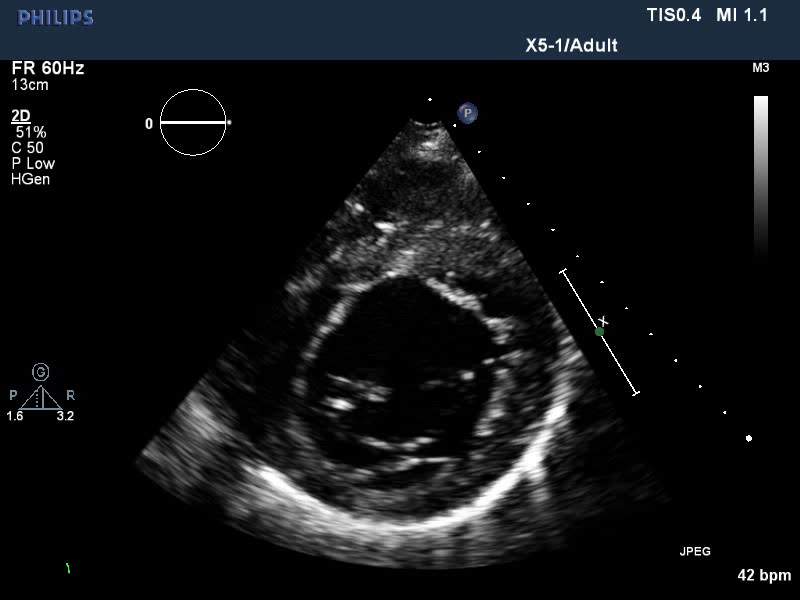 PHILIPS
TIS0.4 MI 1.1
X5-1/Adult
FR 60Hz
13cm
M3
2D
51%
C 50
P Low
HGen
0
P
G
P R
1.6 3.2
x
JPEG
42 bpm